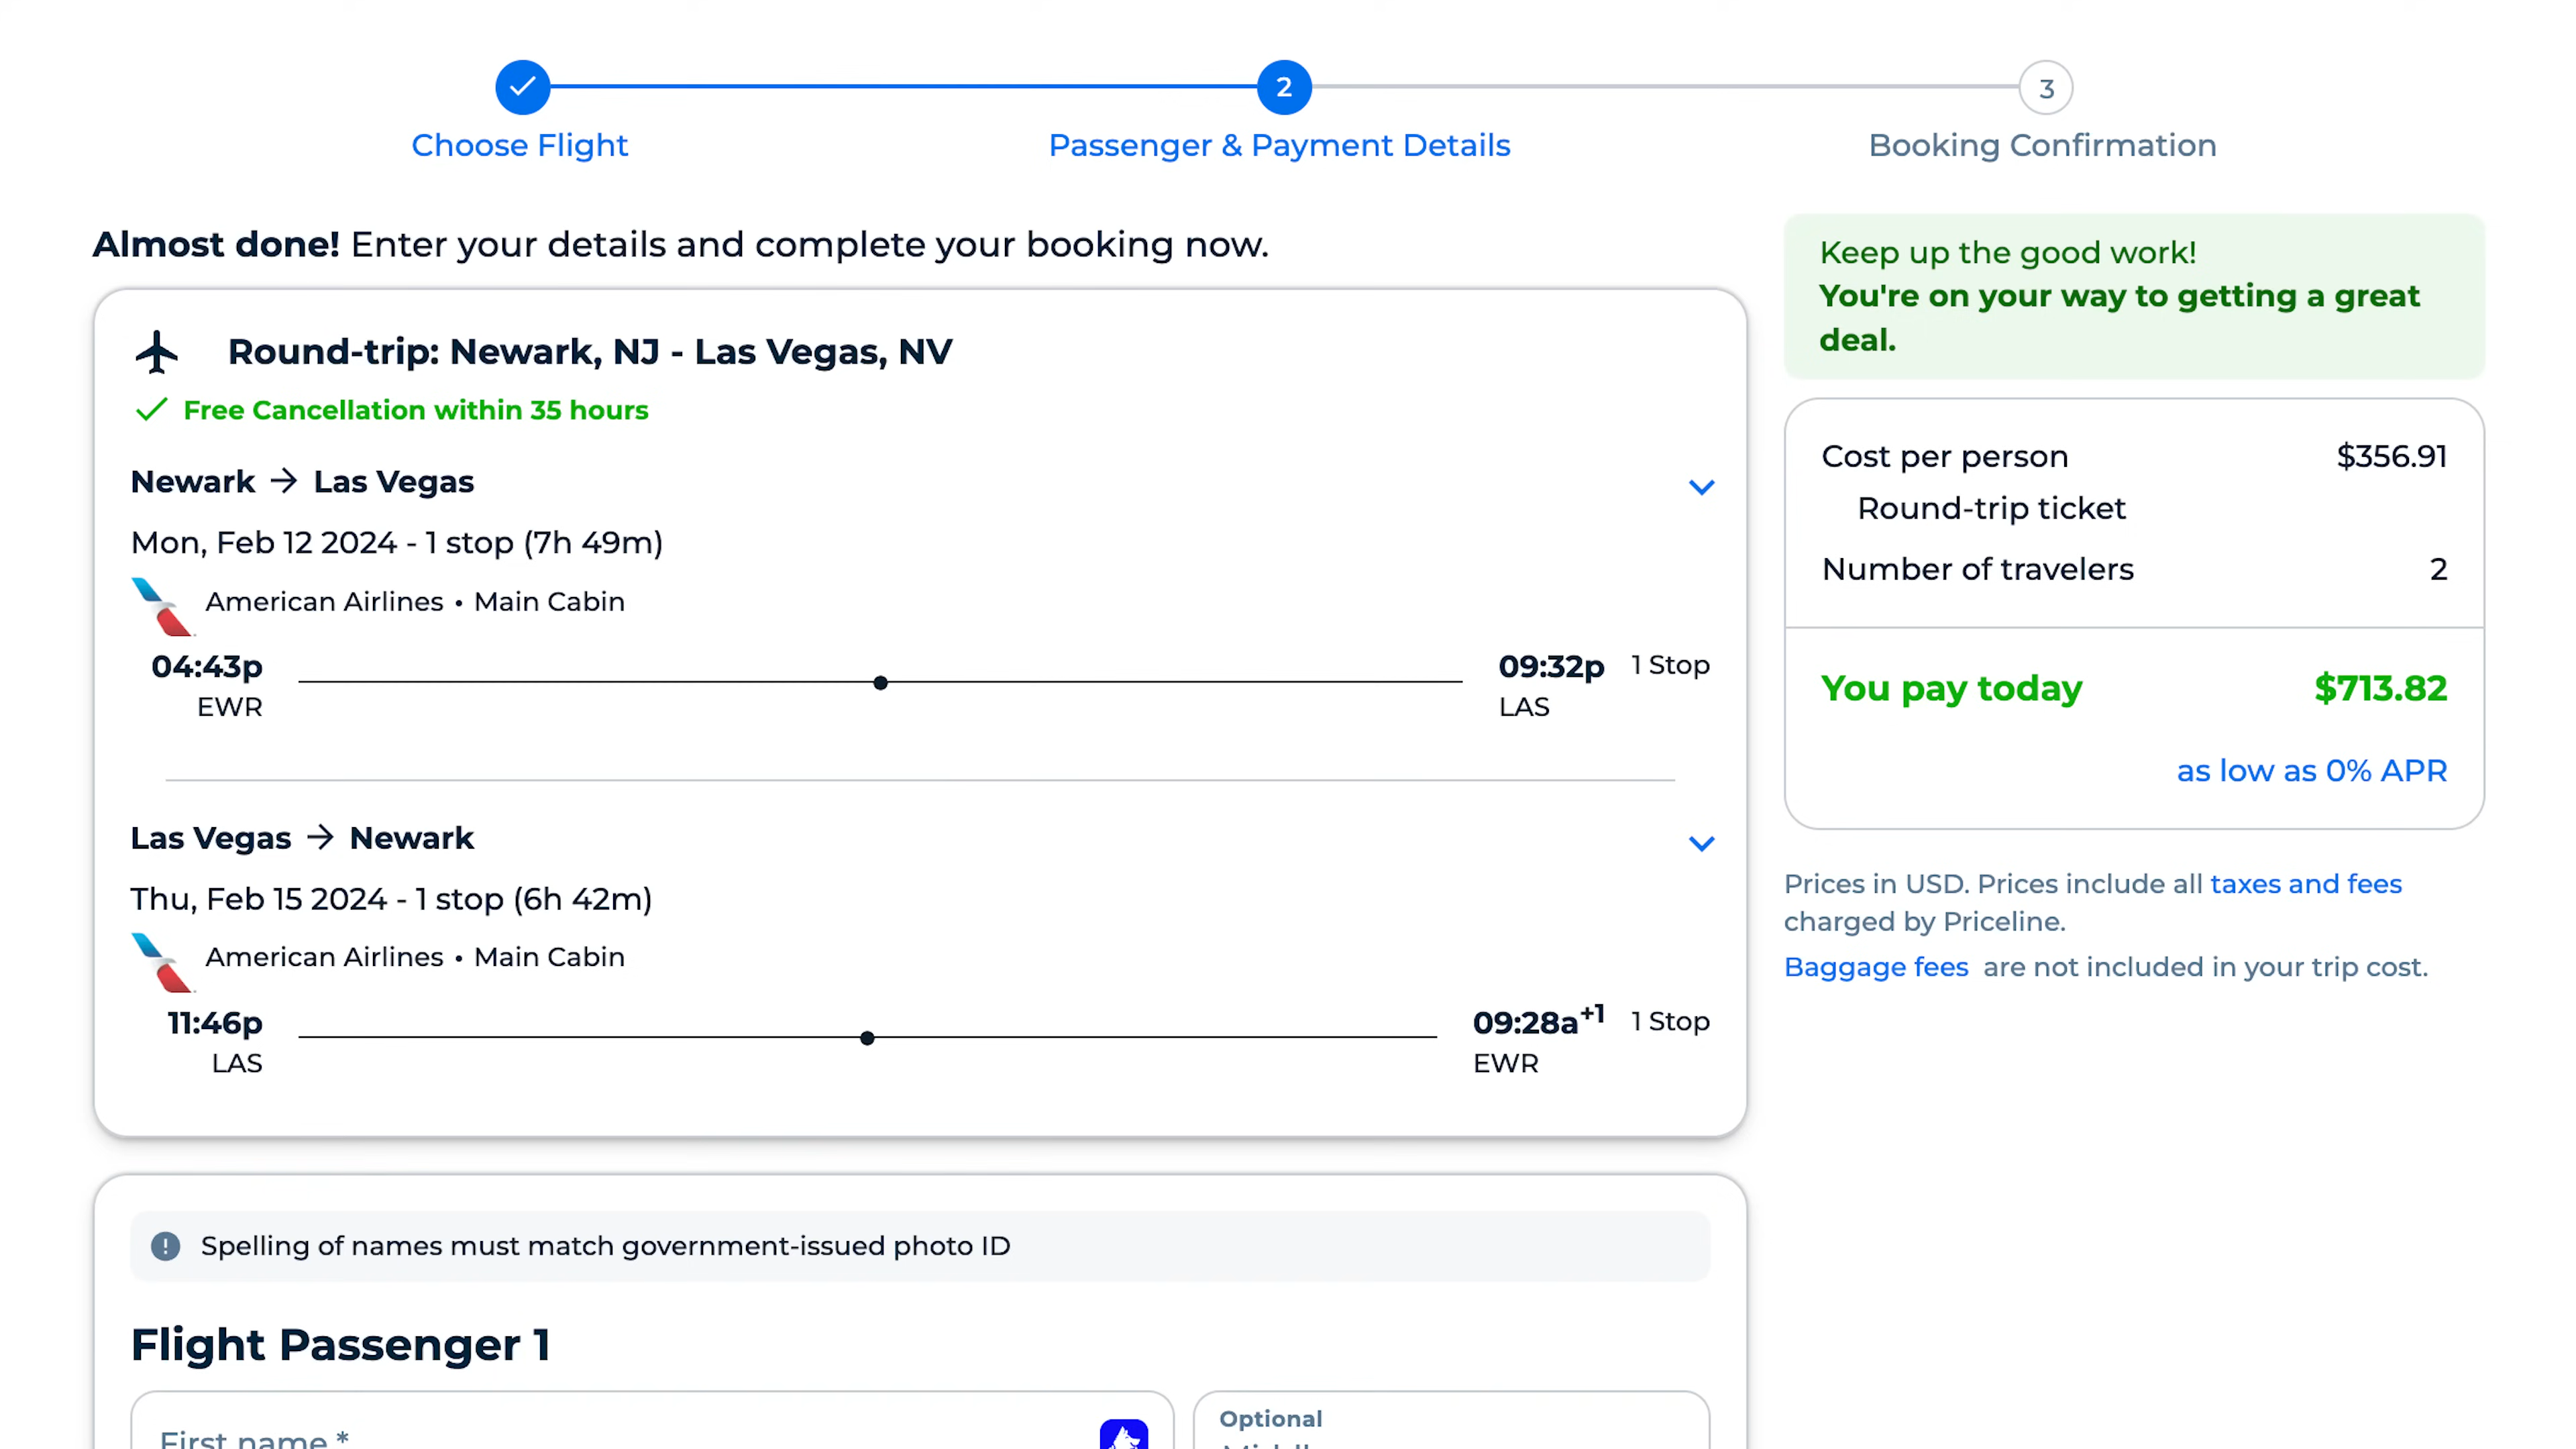 2
3
Choose Flight
Passenger & Payment Details
Booking Confirmation
Almost done! Enter your details and complete your booking now.
Round-trip: Newark, NJ - Las Vegas, NV
Free Cancellation within 35 hours
Newark → Las Vegas
Mon, Feb 12 2024 - 1 stop (7h 49m)
American Airlines • Main Cabin
04:43p
09:32p
1 Stop
EWR
LAS
Las Vegas → Newark
Thu, Feb 15 2024 - 1 stop (6h 42m)
American Airlines • Main Cabin
11:46p
09:28a+1
1 Stop
LAS
EWR
Spelling of names must match government-issued photo ID
Flight Passenger 1
First name *
Optional
Keep up the good work!
You're on your way to getting a great
deal.
Cost per person $356.91
Round-trip ticket
Number of travelers 2
You pay today $713.82
as low as 0% APR
Prices in USD. Prices include all taxes and fees
charged by Priceline.
Baggage fees are not included in your trip cost.